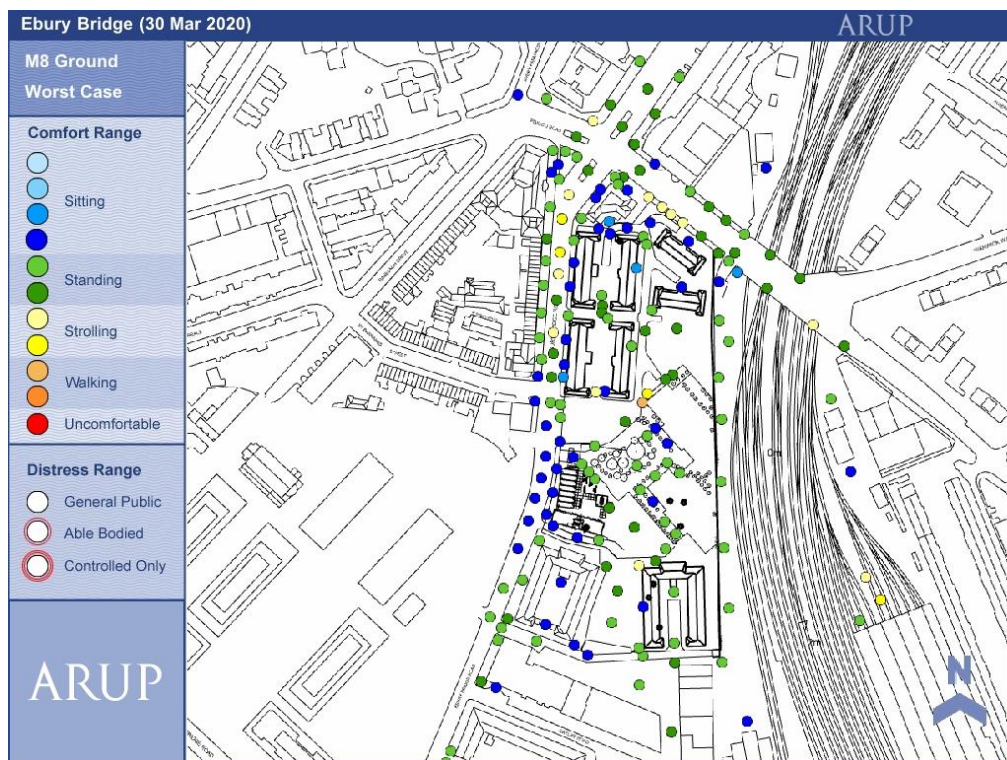 Ebury Bridge (30 Mar 2020)
ARUP
M8 Ground
Worst Case
Comfort Range
Sitting
Standing
Strolling
Walking
Uncomfortable
Distress Range
General Public
Able Bodied
Controlled Only
ARUP
N